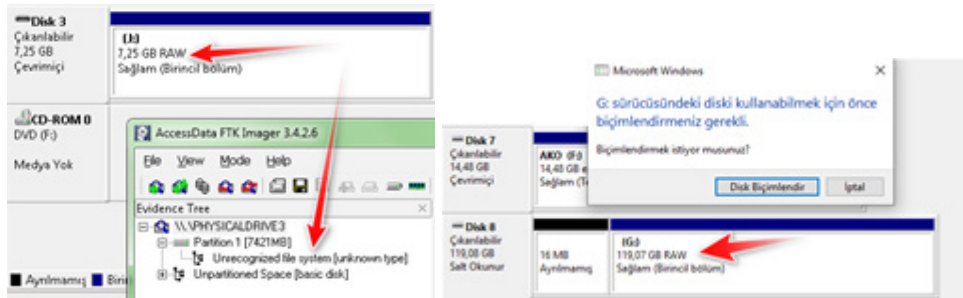 Disk 3
Çıkarılabilir
7,25 GB
Çevrimiçi
(J:)
7,25 GB RAW
Sağlam (Birincil bölüm)
CD-ROM 0
DVD (F:)
Medya Yok
AccessData FTK Imager 3.4.2.6
File View Mode Help
Evidence Tree
\\.\PHYSICALDRIVE3
Partition 1 [7421MB]
Unrecognized file system [unknown type]
Unpartitioned Space [basic disk]
Ayrılmamış Birin
Microsoft Windows
G: sürücüsündeki diski kullanabilmek için önce
biçimlendirmeniz gerekli.
Biçimlendirmek istiyor musunuz?
Disk Biçimlendir İptal
Disk 7
Çıkarılabilir
14,48 GB
Çevrimiçi
AKO (F:)
14,48 GB e
Sağlam (Te
Disk 8
Çıkarılabilir
119,08 GB
Salt Okunur
16 MB
Ayrılmamış
(G:)
119,07 GB RAW
Sağlam (Birincil bölüm)